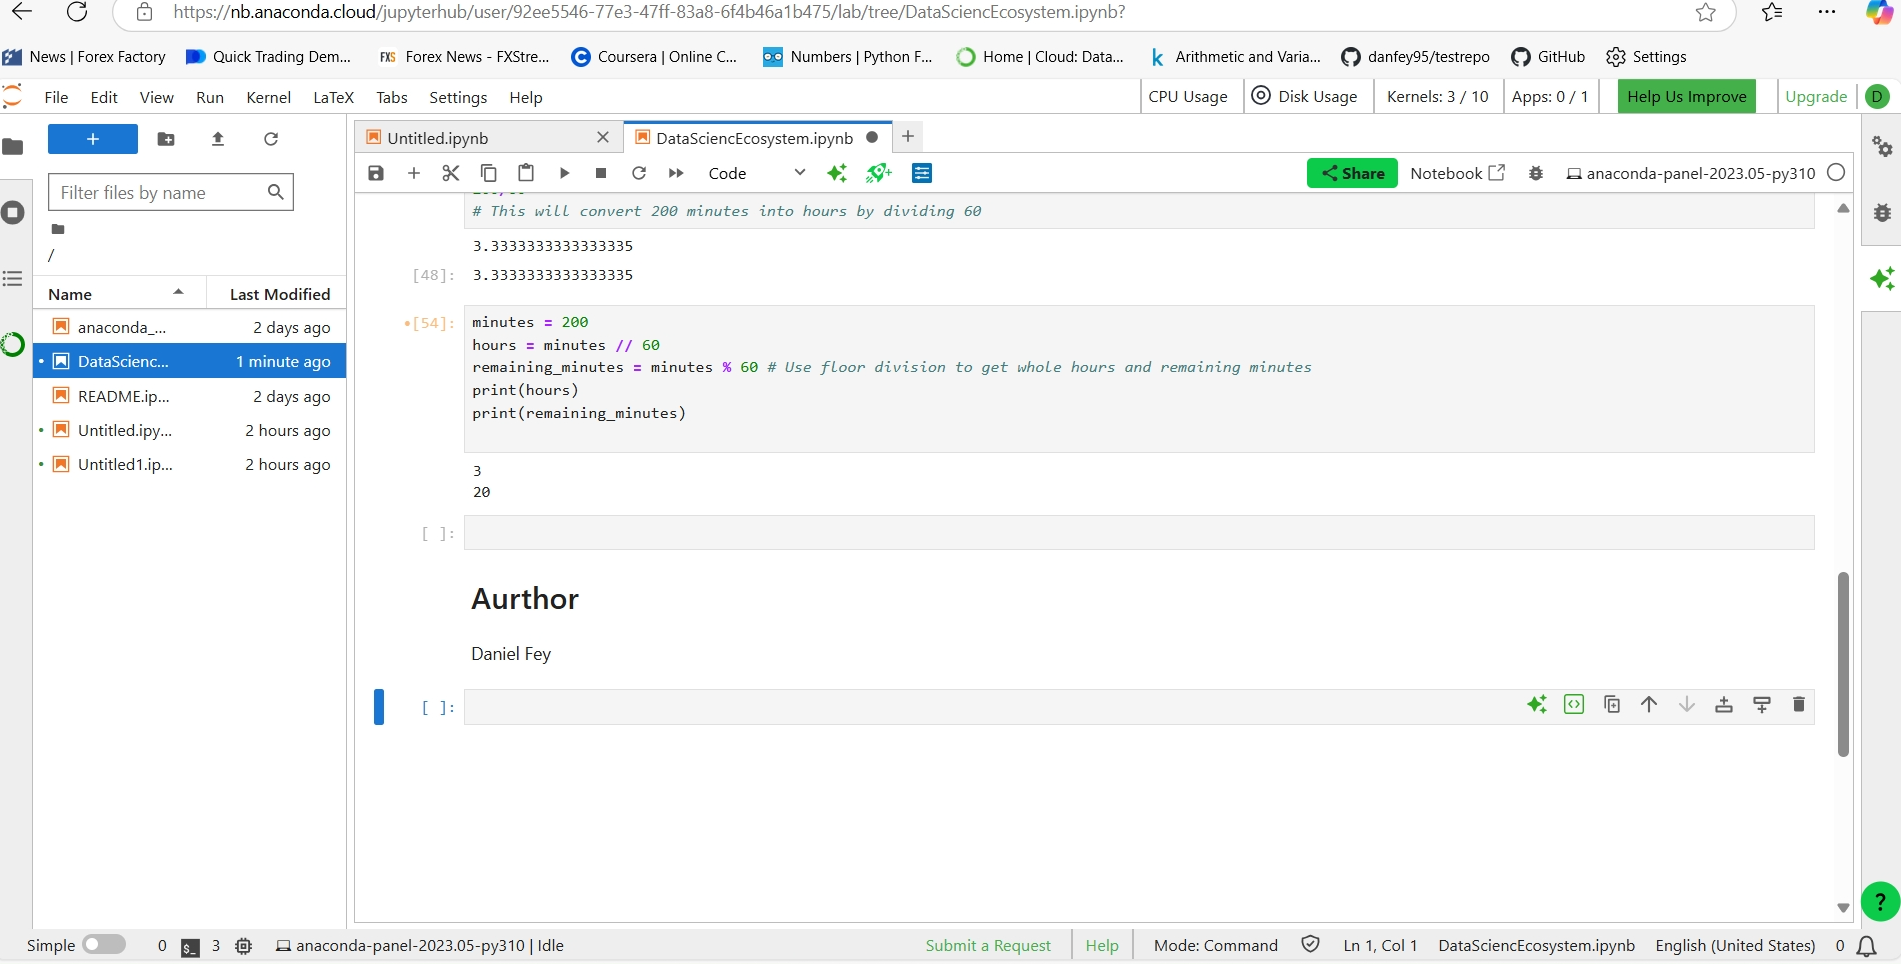 https://nb.anaconda.cloud/jupyterhub/user/92ee5546-77e3-47ff-83a8-6f4b46a1b475/lab/tree/DataSciencEcosystem.ipynb?
News | Forex Factory Quick Trading Dem... FXS Forex News - FXStre... Coursera | Online C... Numbers | Python F... Home | Cloud: Data... k Arithmetic and Varia... danfey95/testrepo GitHub Settings
File Edit View Run Kernel LaTeX Tabs Settings Help CPU Usage Disk Usage Kernels: 3 / 10 Apps: 0 / 1 Help Us Improve Upgrade D
Untitled.ipynb DataSciencEcosystem.ipynb
Code Share Notebook anaconda-panel-2023.05-py310
Filter files by name
/
Name Last Modified
anaconda_... 2 days ago
DataScienc... 1 minute ago
README.ip... 2 days ago
Untitled.ipy... 2 hours ago
Untitled1.ip... 2 hours ago
# This will convert 200 minutes into hours by dividing 60
3.3333333333333335
[48]: 3.3333333333333335
[54]: minutes = 200
hours = minutes // 60
remaining_minutes = minutes % 60 # Use floor division to get whole hours and remaining minutes
print(hours)
print(remaining_minutes)
3
20
[ ]:
Aurthor
Daniel Fey
[ ]:
?
Simple 0 $_ 3 anaconda-panel-2023.05-py310 | Idle Submit a Request Help Mode: Command Ln 1, Col 1 DataSciencEcosystem.ipynb English (United States) 0